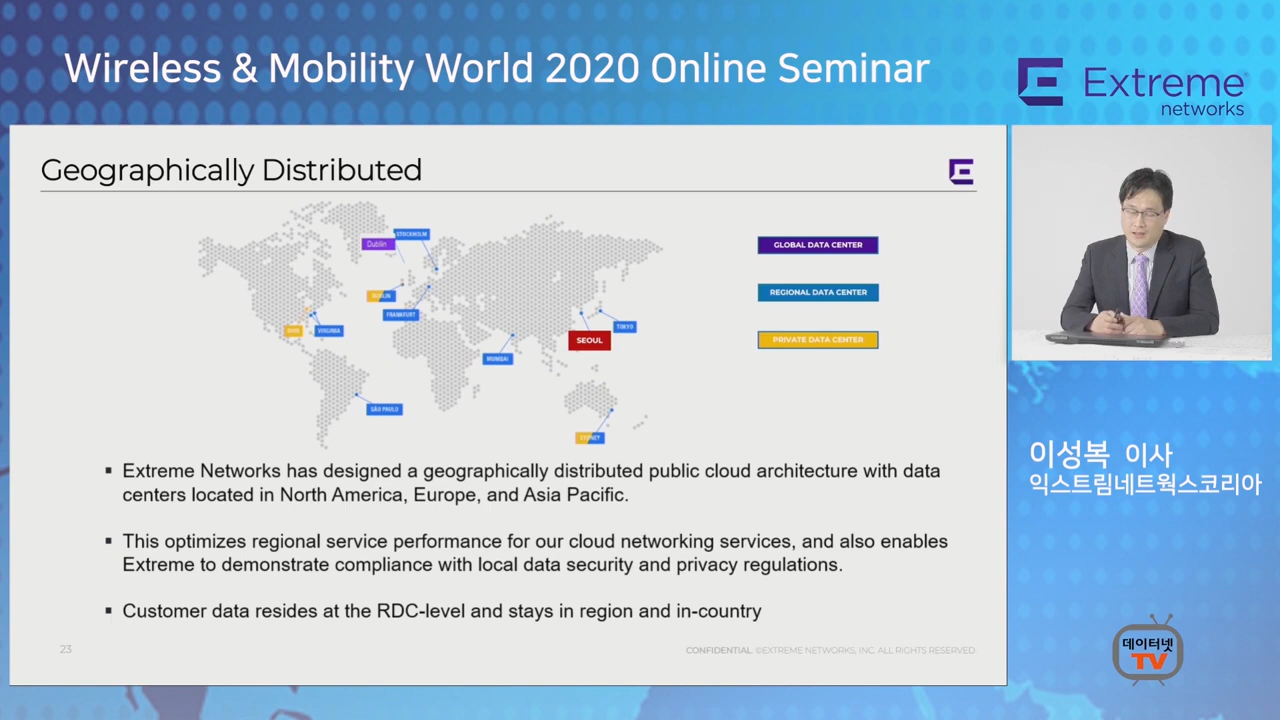 Wireless & Mobility World 2020 Online Seminar
Extreme
networks
Geographically Distributed
STOCKHOLM
Dublin
DUBLIN
FRANKFURT
OHIO
VIRGINIA
MUMBAI
SEOUL
TOKYO
SÃO PAULO
SYDNEY
GLOBAL DATA CENTER
REGIONAL DATA CENTER
PRIVATE DATA CENTER
▪ Extreme Networks has designed a geographically distributed public cloud architecture with data
centers located in North America, Europe, and Asia Pacific.
▪ This optimizes regional service performance for our cloud networking services, and also enables
Extreme to demonstrate compliance with local data security and privacy regulations.
▪ Customer data resides at the RDC-level and stays in region and in-country
23
CONFIDENTIAL. ©EXTREME NETWORKS, INC. ALL RIGHTS RESERVED.
이성복 이사
익스트림네트웍스코리아
데이터넷
TV